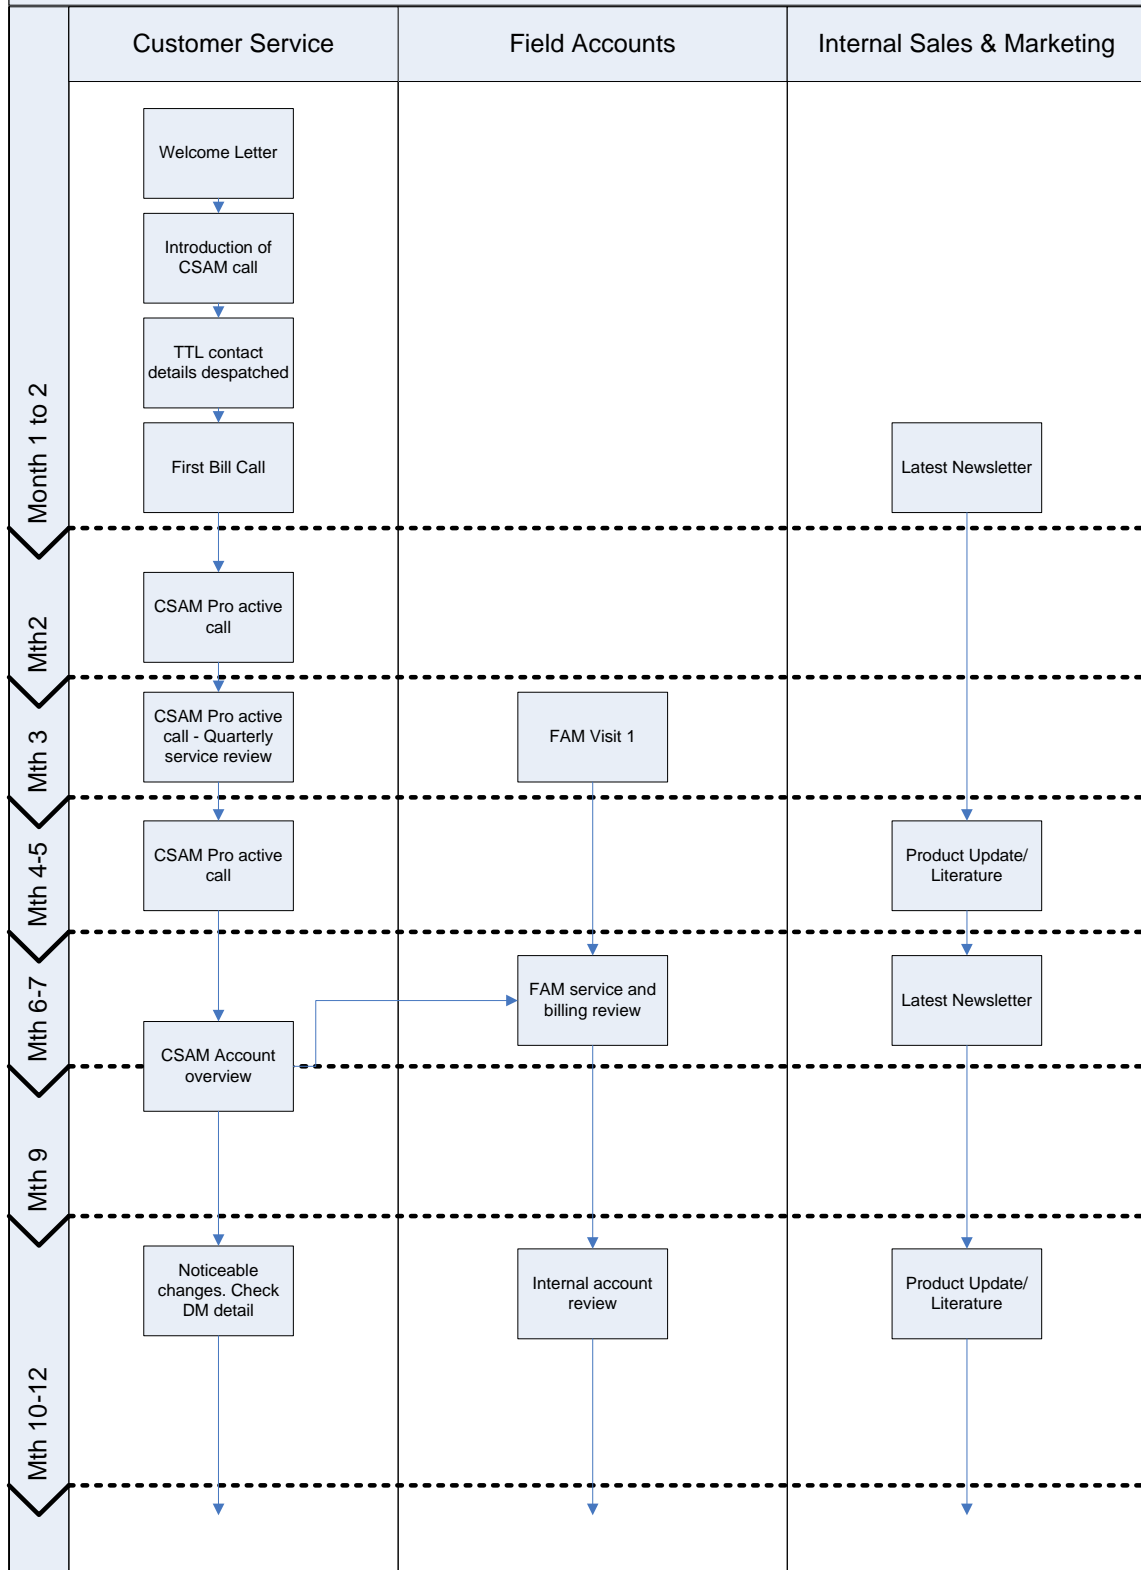 Customer Service
Field Accounts
Internal Sales & Marketing
Month 1 to 2
Welcome Letter
Introduction of
CSAM call
TTL contact
details despatched
First Bill Call
Latest Newsletter
Mth2
CSAM Pro active
call
Mth 3
CSAM Pro active
call - Quarterly
service review
FAM Visit 1
Mth 4-5
CSAM Pro active
call
Product Update/
Literature
Mth 6-7
FAM service and
billing review
Latest Newsletter
CSAM Account
overview
Mth 9
Mth 10-12
Noticeable
changes. Check
DM detail
Internal account
review
Product Update/
Literature